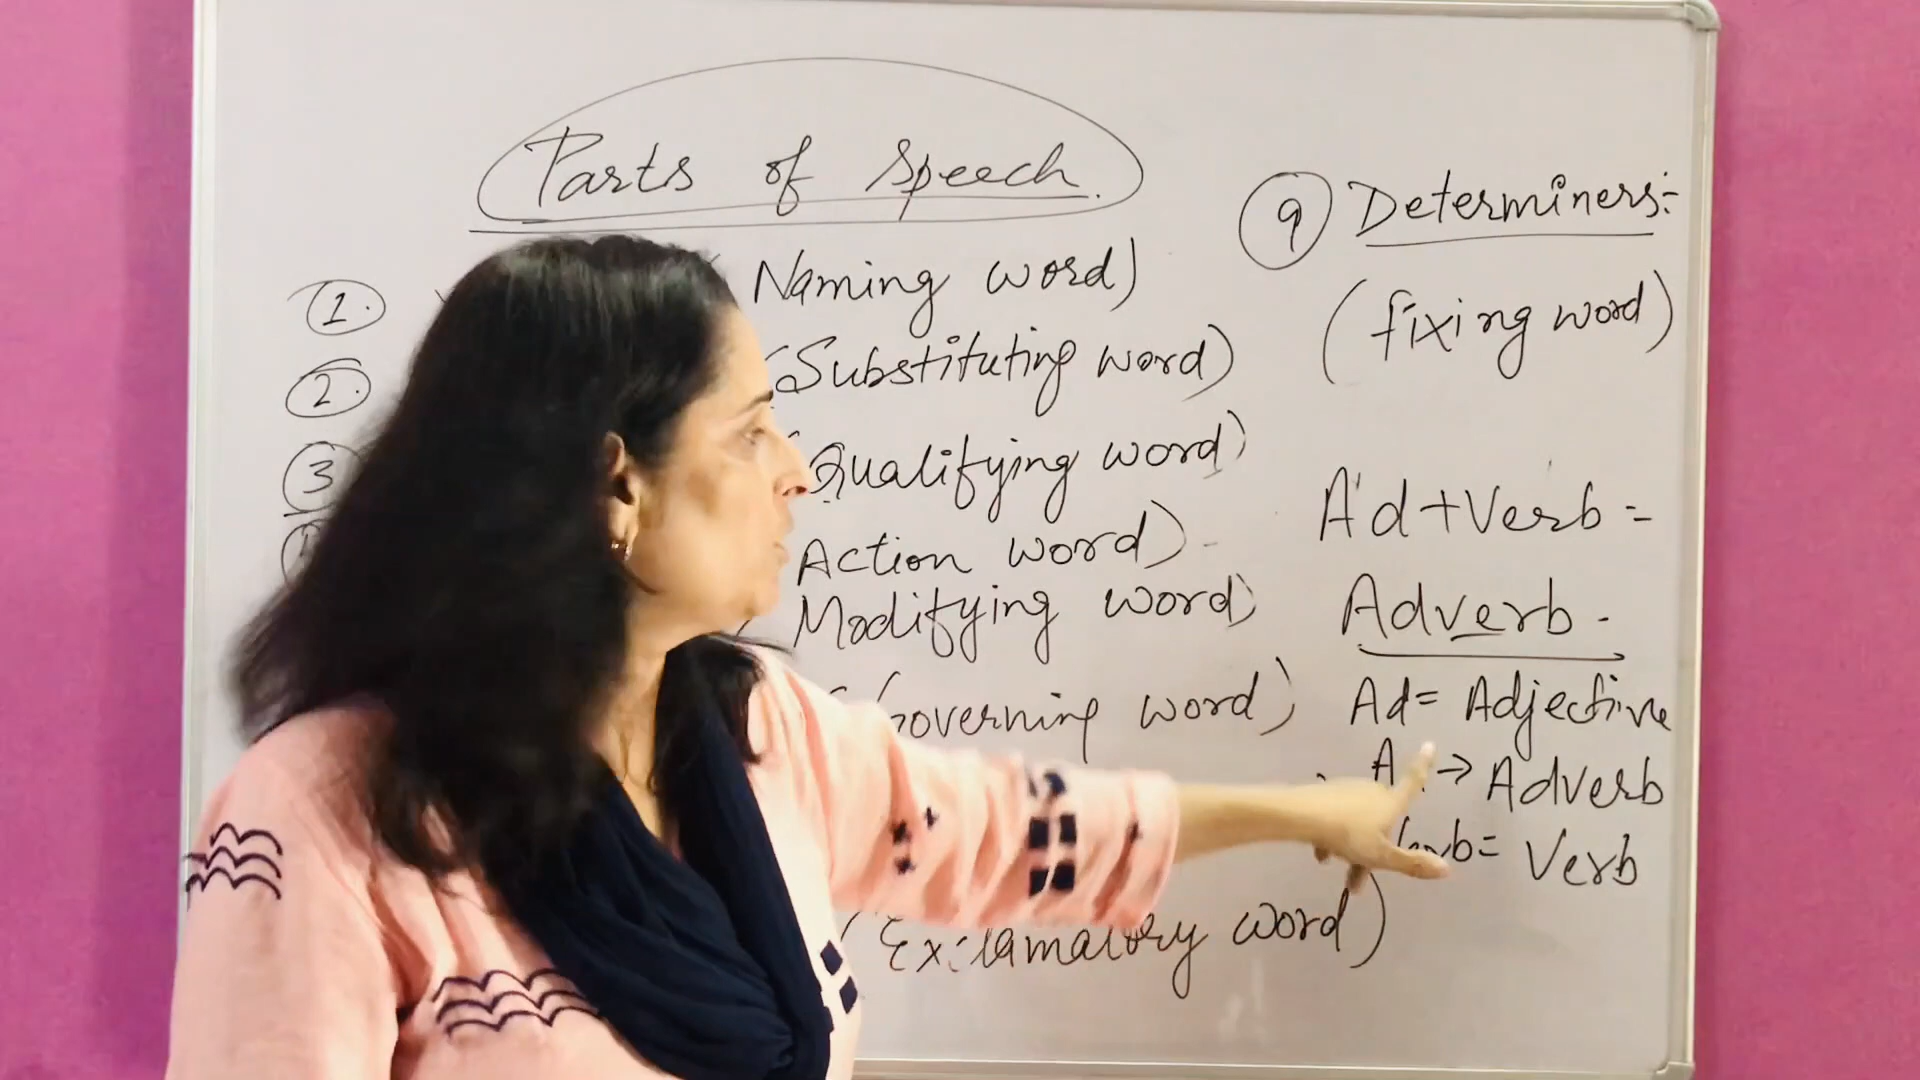 Parts of Speech.
1. Naming word)
2. (Substituting word)
3 (Qualifying word)
Action word)
Modifying word)
Governing word)
(Exclamatory word)
9 Determiners:-
(fixing word)
Ad+Verb =
Adverb.
Ad= Adjective
A → Adverb
= Verb